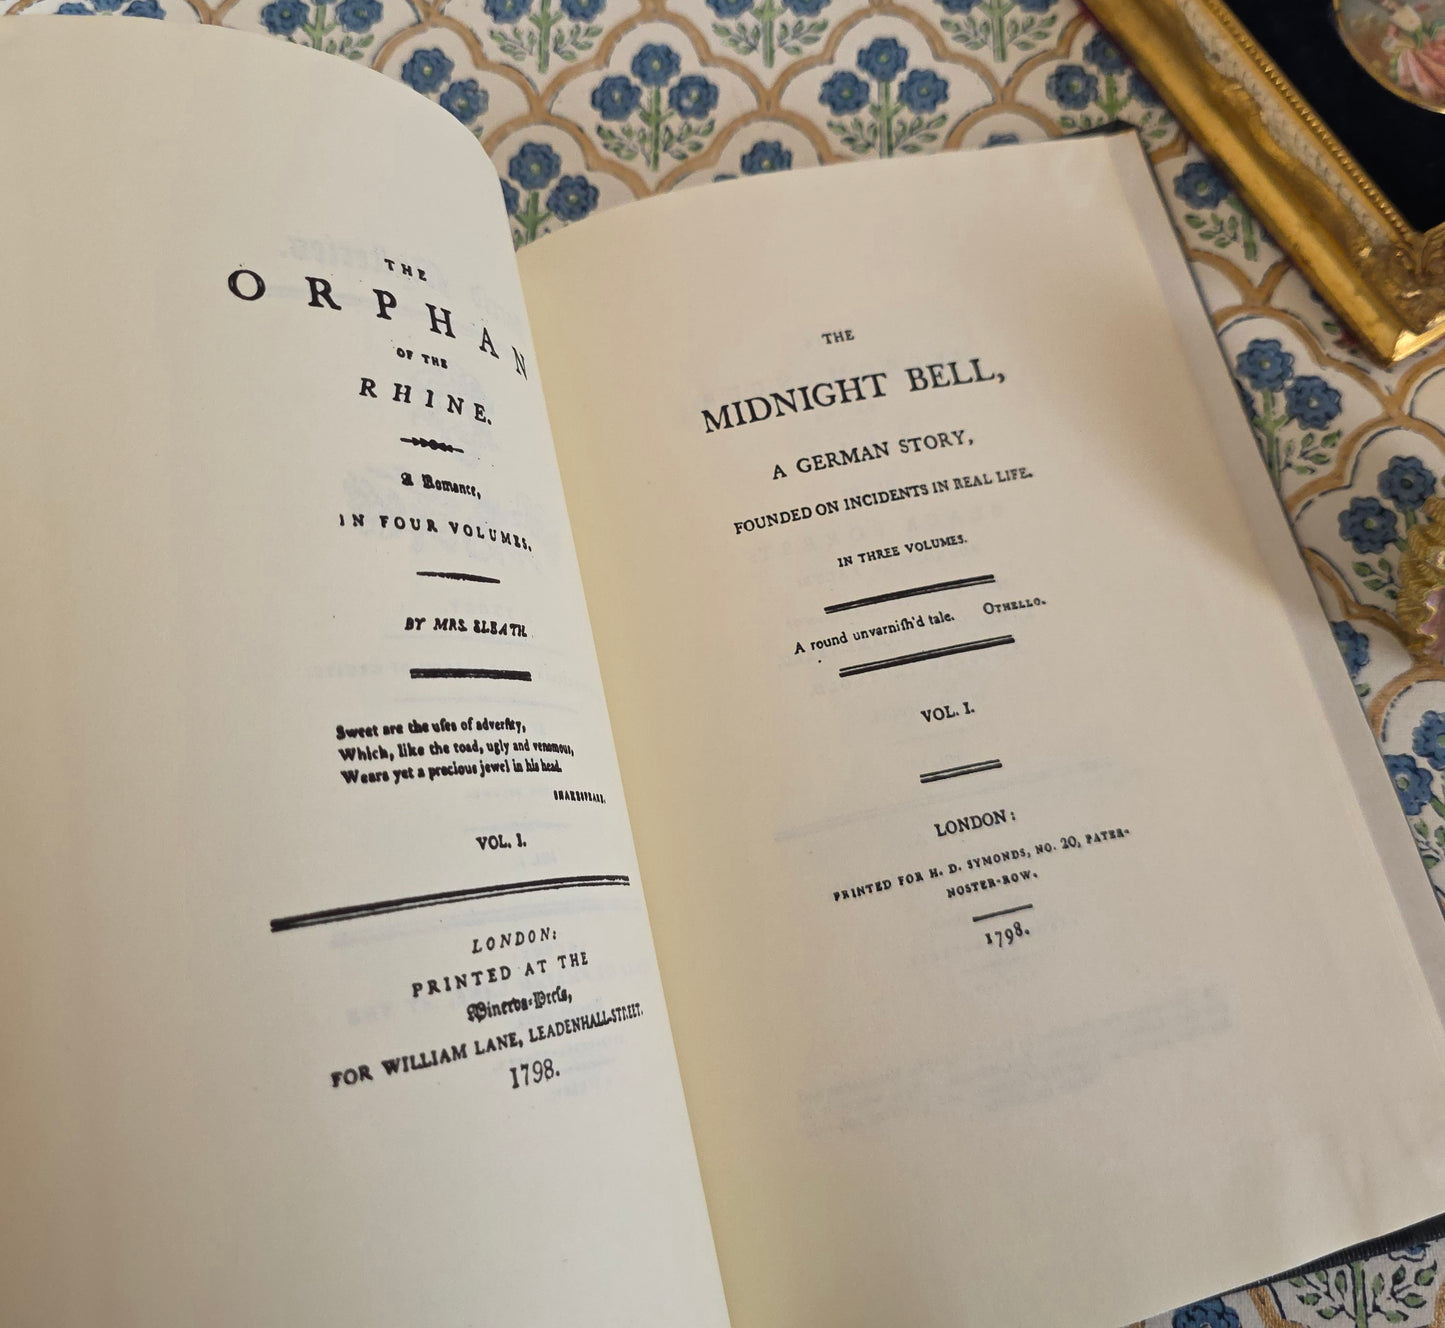 THE
ORPHAN
OF THE
RHINE.
A Romance,
IN FOUR VOLUMES.
BY MRS. SLEATH.
Sweet are the uſes of adverſity,
Which, like the toad, ugly and venomous,
Wears yet a precious jewel in his head.
SHAKESPEARE.
VOL. I.
LONDON:
PRINTED AT THE
Minerva-Preſs,
FOR WILLIAM LANE, LEADENHALL-STREET.
1798.
THE
MIDNIGHT BELL,
A GERMAN STORY,
FOUNDED ON INCIDENTS IN REAL LIFE.
IN THREE VOLUMES.
A round unvarniſh'd tale. OTHELLO.
VOL. I.
LONDON:
PRINTED FOR H. D. SYMONDS, NO. 20, PATER-
NOSTER-ROW.
1798.